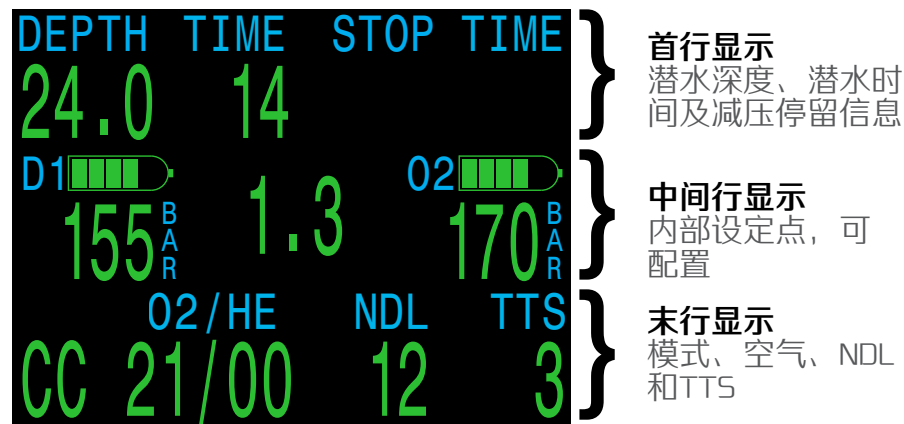 DEPTH TIME STOP TIME
24.0 14
D1 O2
155 BAR 1.3 170 BAR
O2/HE NDL TTS
CC 21/00 12 3
首行显示
潜水深度、潜水时
间及减压停留信息
中间行显示
内部设定点，可
配置
末行显示
模式、空气、NDL
和TTS